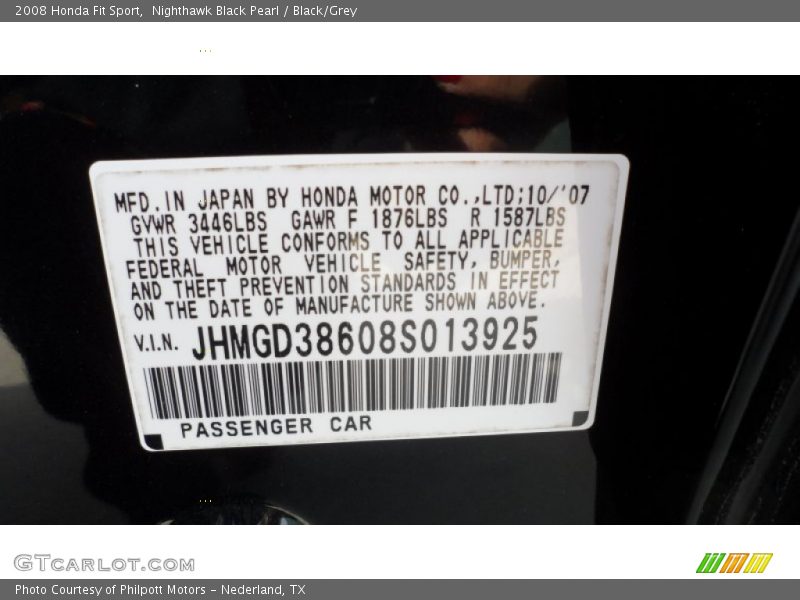 2008 Honda Fit Sport,  Nighthawk Black Pearl / Black/Grey
MFD. IN JAPAN BY HONDA MOTOR CO.,LTD;10/'07
GVWR 3446LBS  GAWR F 1876LBS  R 1587LBS
THIS VEHICLE CONFORMS TO ALL APPLICABLE
FEDERAL MOTOR VEHICLE SAFETY, BUMPER,
AND THEFT PREVENTION STANDARDS IN EFFECT
ON THE DATE OF MANUFACTURE SHOWN ABOVE.
V.I.N. JHMGD38608S013925
PASSENGER CAR
GTCARLOT.COM
Photo Courtesy of Philpott Motors - Nederland, TX